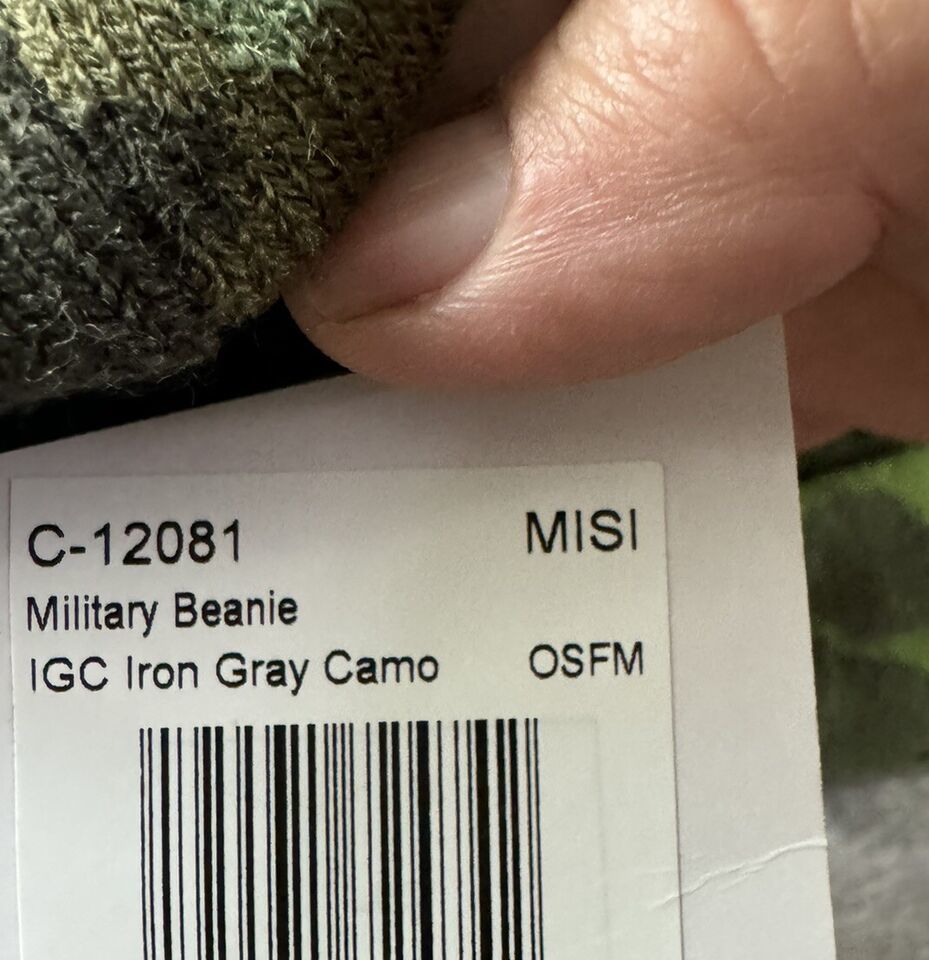 C-12081 MISI
Military Beanie
IGC Iron Gray Camo OSFM